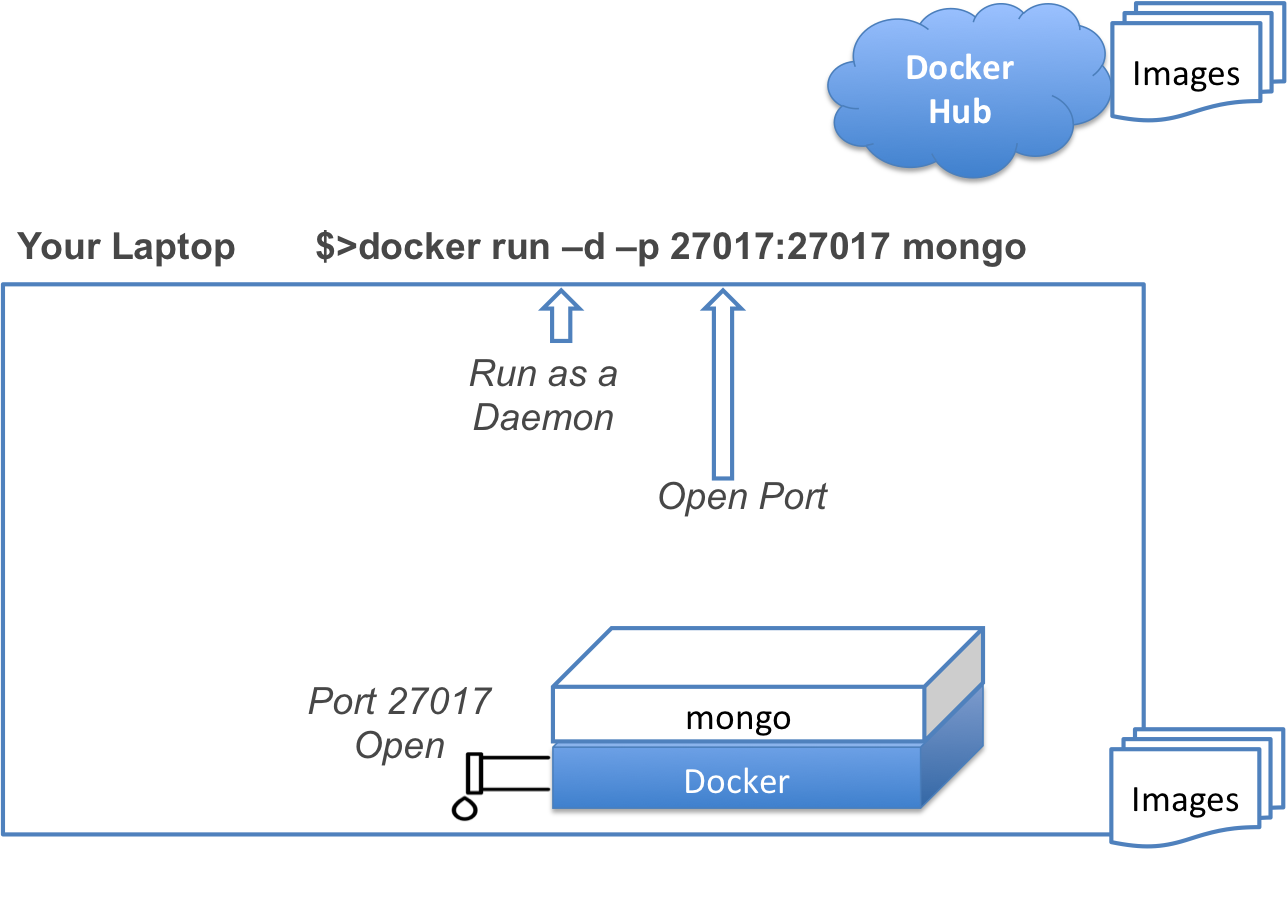 Docker
Hub
Images
Your Laptop
$>docker run –d –p 27017:27017 mongo
Run as a
Daemon
Open Port
Port 27017
Open
mongo
Docker
Images